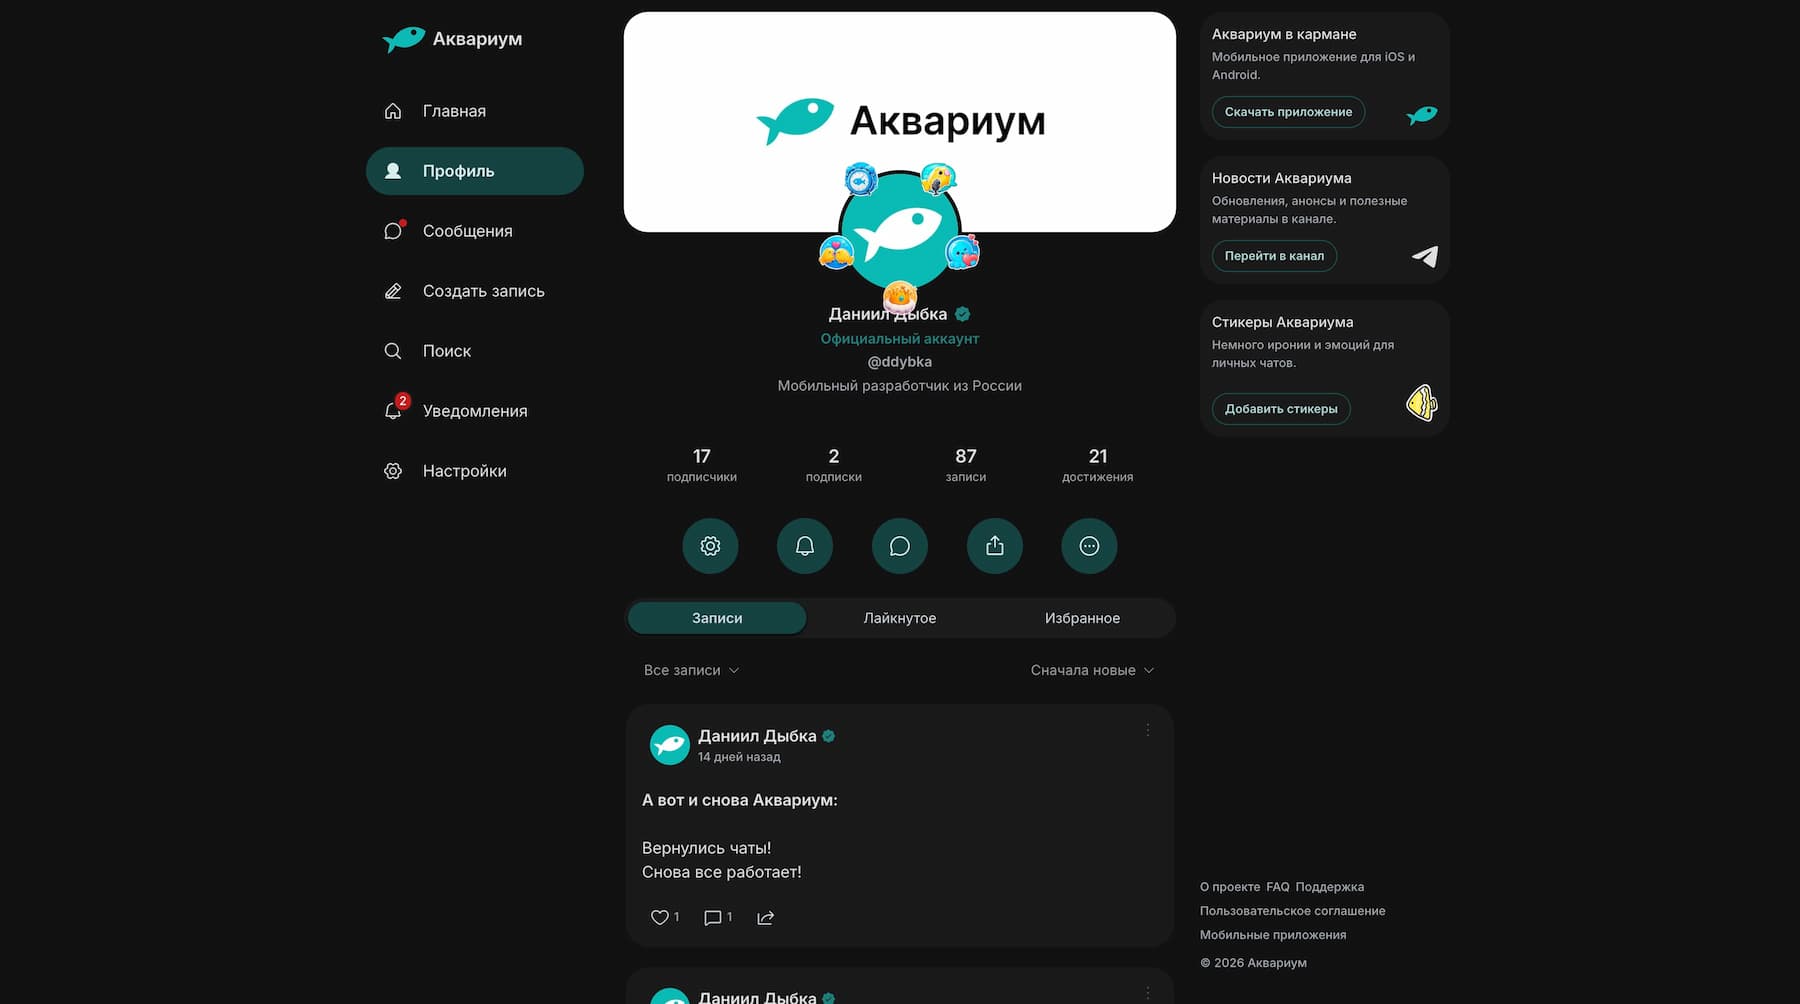 Аквариум
Главная
Профиль
Сообщения
Создать запись
Поиск
2
Уведомления
Настройки
Аквариум
Даниил Дыбка
Официальный аккаунт
@ddybka
Мобильный разработчик из России
17
подписчики
2
подписки
87
записи
21
достижения
Записи
Лайкнутое
Избранное
Все записи
Сначала новые
Даниил Дыбка
14 дней назад
А вот и снова Аквариум:
Вернулись чаты!
Снова все работает!
1
1
Даниил Дыбка
Аквариум в кармане
Мобильное приложение для iOS и
Android.
Скачать приложение
Новости Аквариума
Обновления, анонсы и полезные
материалы в канале.
Перейти в канал
Стикеры Аквариума
Немного иронии и эмоций для
личных чатов.
Добавить стикеры
О проекте FAQ Поддержка
Пользовательское соглашение
Мобильные приложения
© 2026 Аквариум